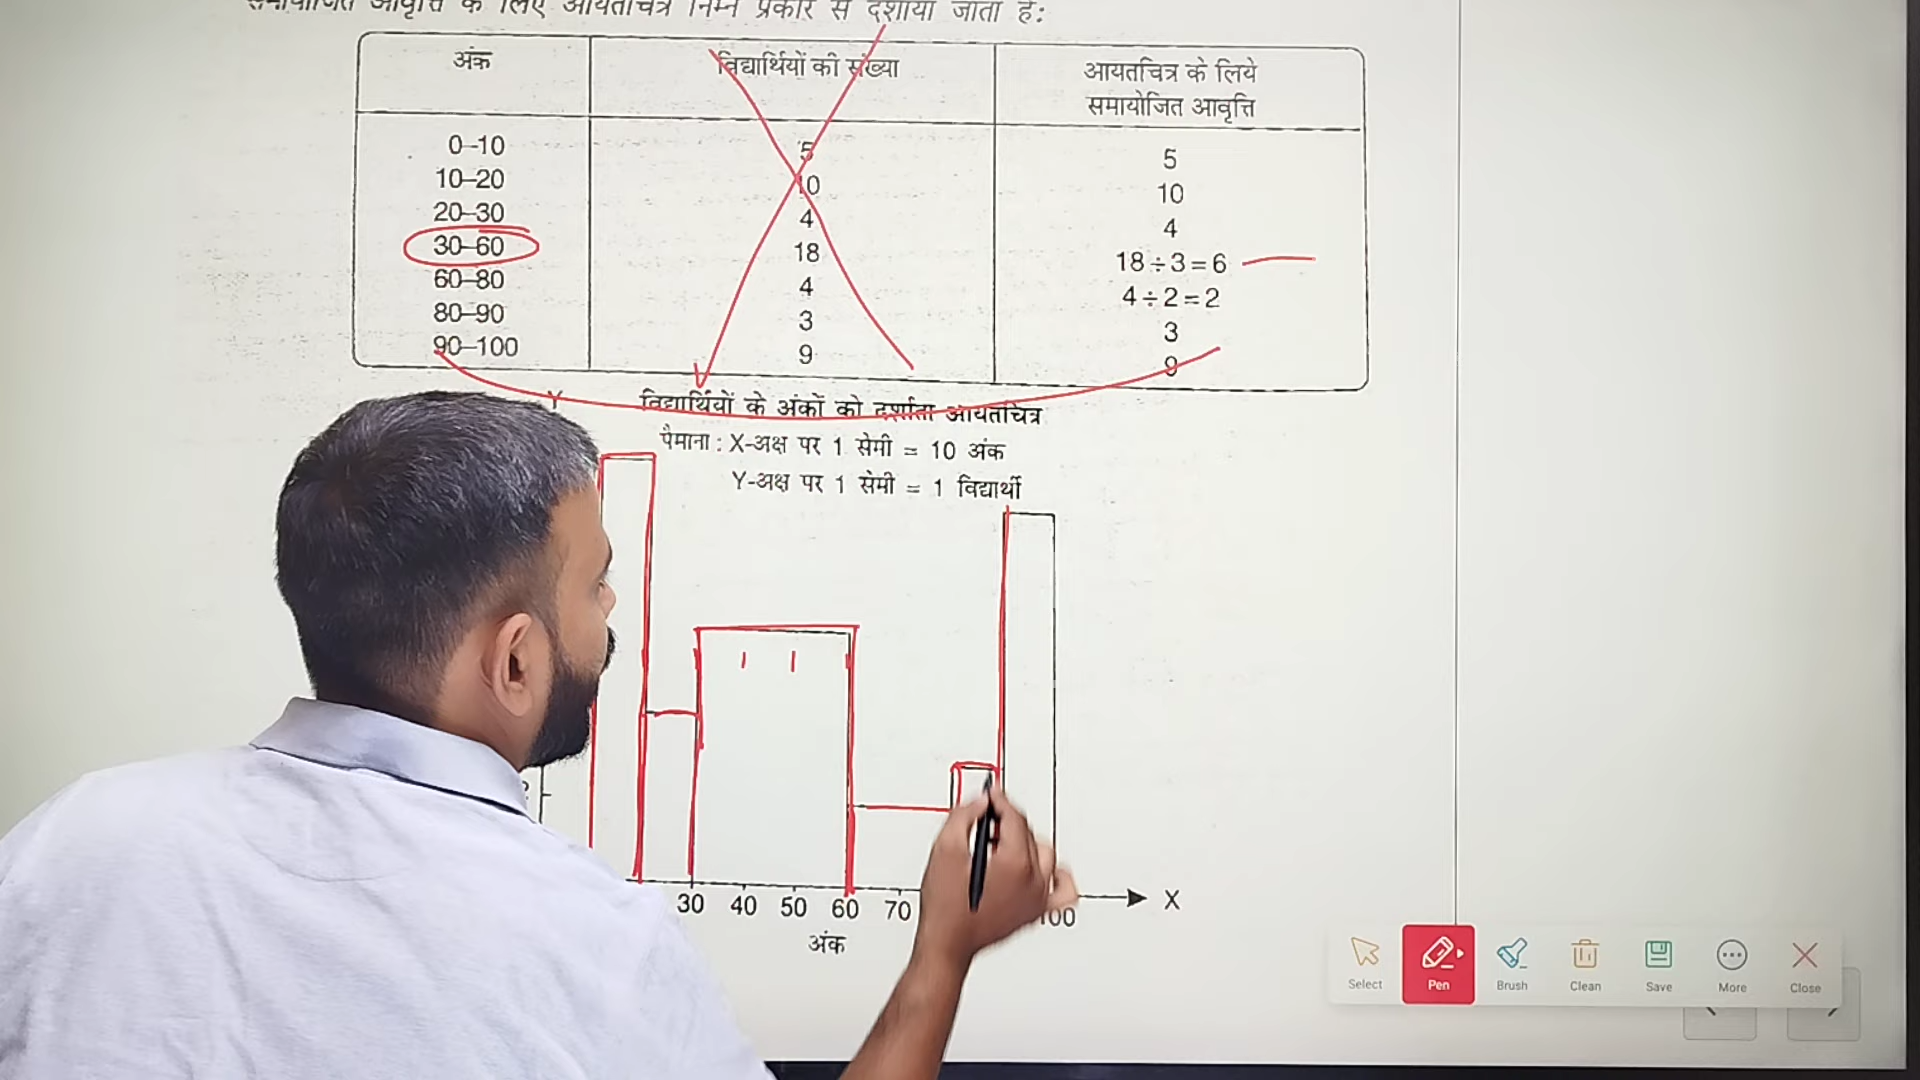 समायोजित आवृत्ति के लिए आयतचित्र निम्न प्रकार से दर्शाया जाता है:
अंक विद्यार्थियों की संख्या आयतचित्र के लिये
समायोजित आवृत्ति
0–10 5 5
10–20 10 10
20–30 4 4
30–60 18 18÷3=6
60–80 4 4÷2=2
80–90 3 3
90–100 9 9
Y विद्यार्थियों के अंकों को दर्शाता आयतचित्र
पैमाना : X-अक्ष पर 1 सेमी = 10 अंक
Y-अक्ष पर 1 सेमी = 1 विद्यार्थी
30 40 50 60 70 100 X
अंक
Select Pen Brush Clean Save More Close